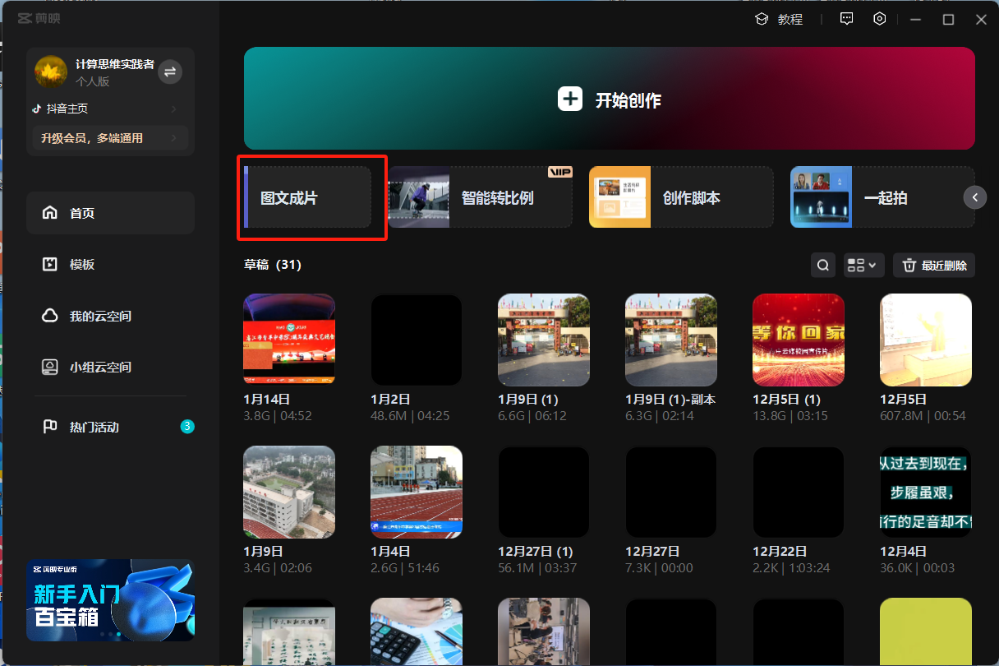 剪映
教程
计算思维实践者
个人版
抖音主页
升级会员，多端通用
首页
模板
我的云空间
小组云空间
热门活动
3
剪映专业版
新手入门
百宝箱
开始创作
图文成片
VIP
智能转比例
创作脚本
一起拍
草稿（31）
最近删除
等你回家
从过去到现在，
步履虽艰，
前行的足音却不
1月14日
3.8G | 04:52
1月2日
48.6M | 04:25
1月9日 (1)
6.6G | 06:12
1月9日 (1)-副本
6.3G | 02:14
12月5日 (1)
13.8G | 03:15
12月5日
607.8M | 00:54
1月9日
3.4G | 02:06
1月4日
2.6G | 51:46
12月27日 (1)
56.1M | 03:37
12月27日
7.3K | 00:00
12月22日
2.2K | 1:03:24
12月4日
36.0K | 00:03